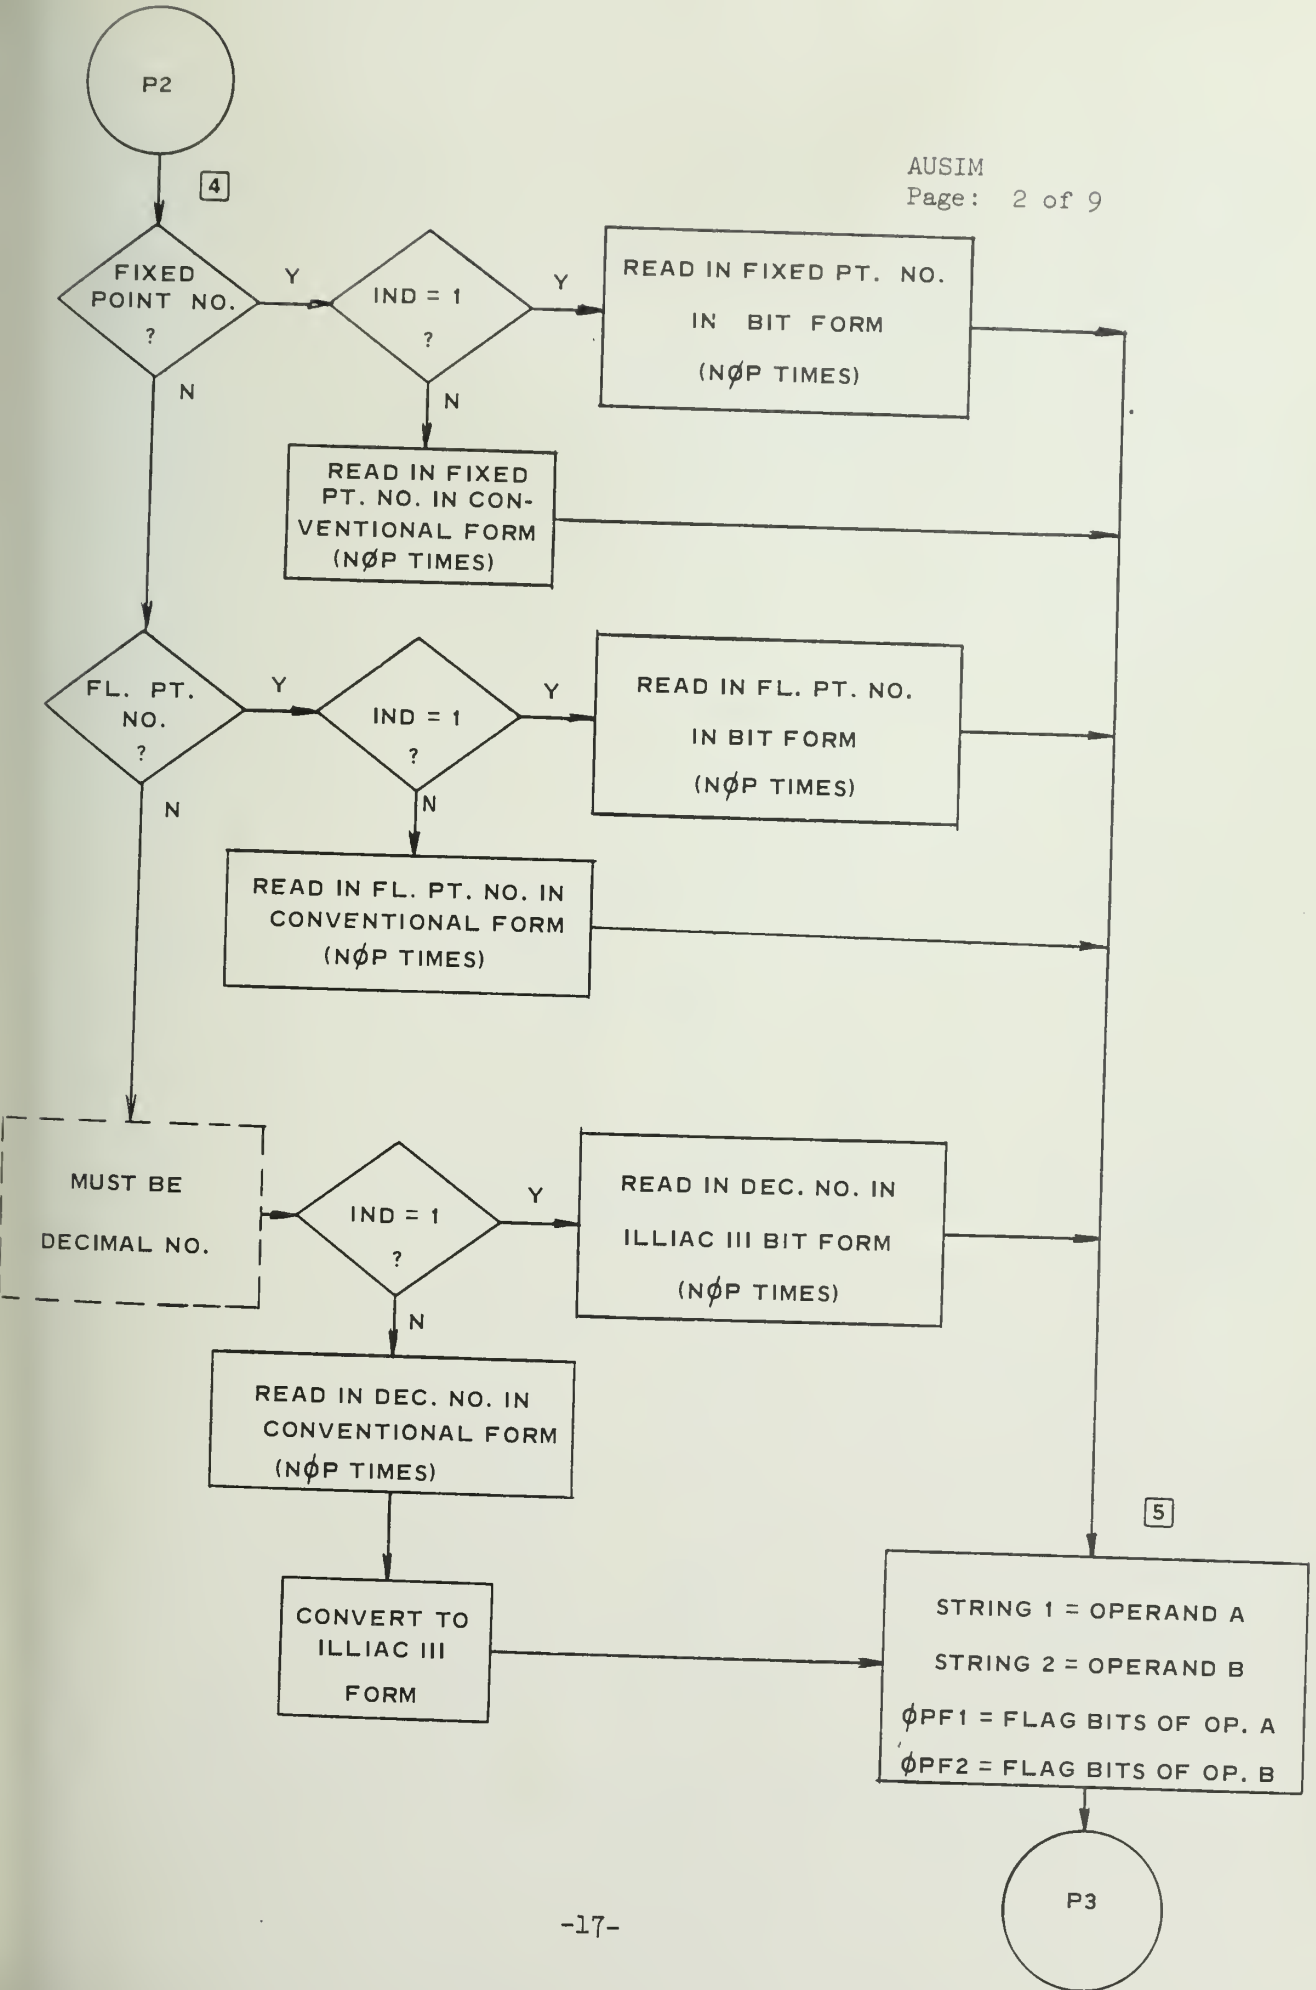 P2
4
AUSIM
Page: 2 of 9
FIXED
POINT NO.
?
Y
IND = 1
?
Y
READ IN FIXED PT. NO.
IN BIT FORM
(NØP TIMES)
N
N
READ IN FIXED
PT. NO. IN CON-
VENTIONAL FORM
(NØP TIMES)
FL. PT.
NO.
?
Y
IND = 1
?
Y
READ IN FL. PT. NO.
IN BIT FORM
(NØP TIMES)
N
N
READ IN FL. PT. NO. IN
CONVENTIONAL FORM
(NØP TIMES)
MUST BE
DECIMAL NO.
IND = 1
?
Y
READ IN DEC. NO. IN
ILLIAC III BIT FORM
(NØP TIMES)
N
READ IN DEC. NO. IN
CONVENTIONAL FORM
(NØP TIMES)
5
CONVERT TO
ILLIAC III
FORM
STRING 1 = OPERAND A
STRING 2 = OPERAND B
ØPF1 = FLAG BITS OF OP. A
ØPF2 = FLAG BITS OF OP. B
P3
-17-